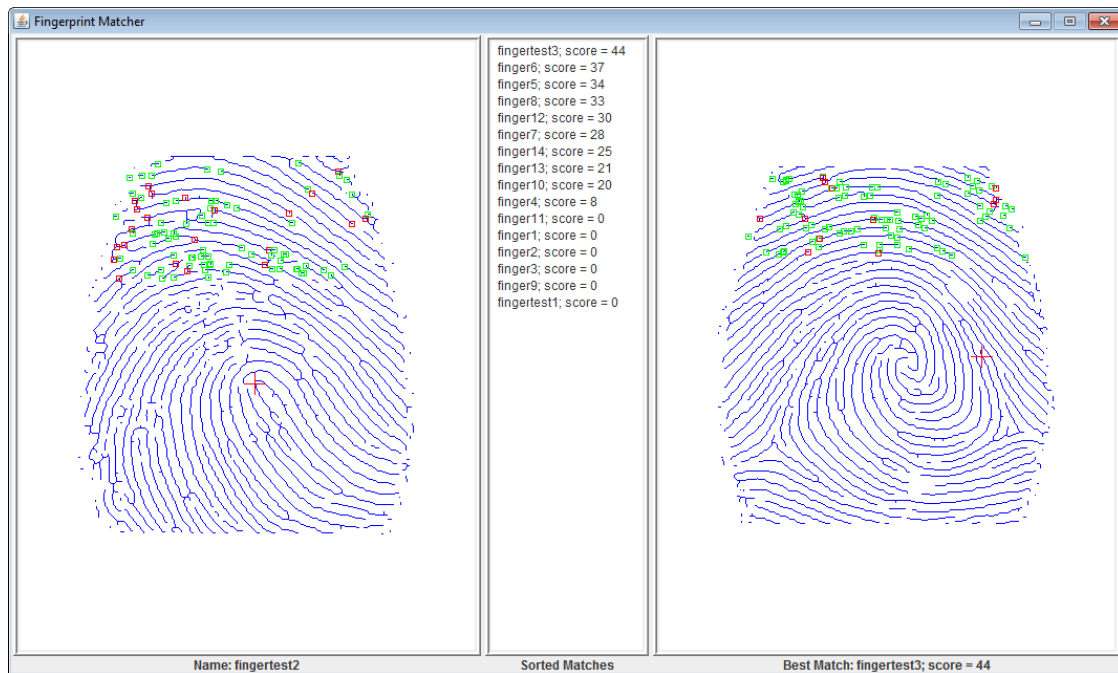 Fingerprint Matcher
fingertest3; score = 44
finger6; score = 37
finger5; score = 34
finger8; score = 33
finger12; score = 30
finger7; score = 28
finger14; score = 25
finger13; score = 21
finger10; score = 20
finger4; score = 8
finger11; score = 0
finger1; score = 0
finger2; score = 0
finger3; score = 0
finger9; score = 0
fingertest1; score = 0
Name: fingertest2
Sorted Matches
Best Match: fingertest3; score = 44